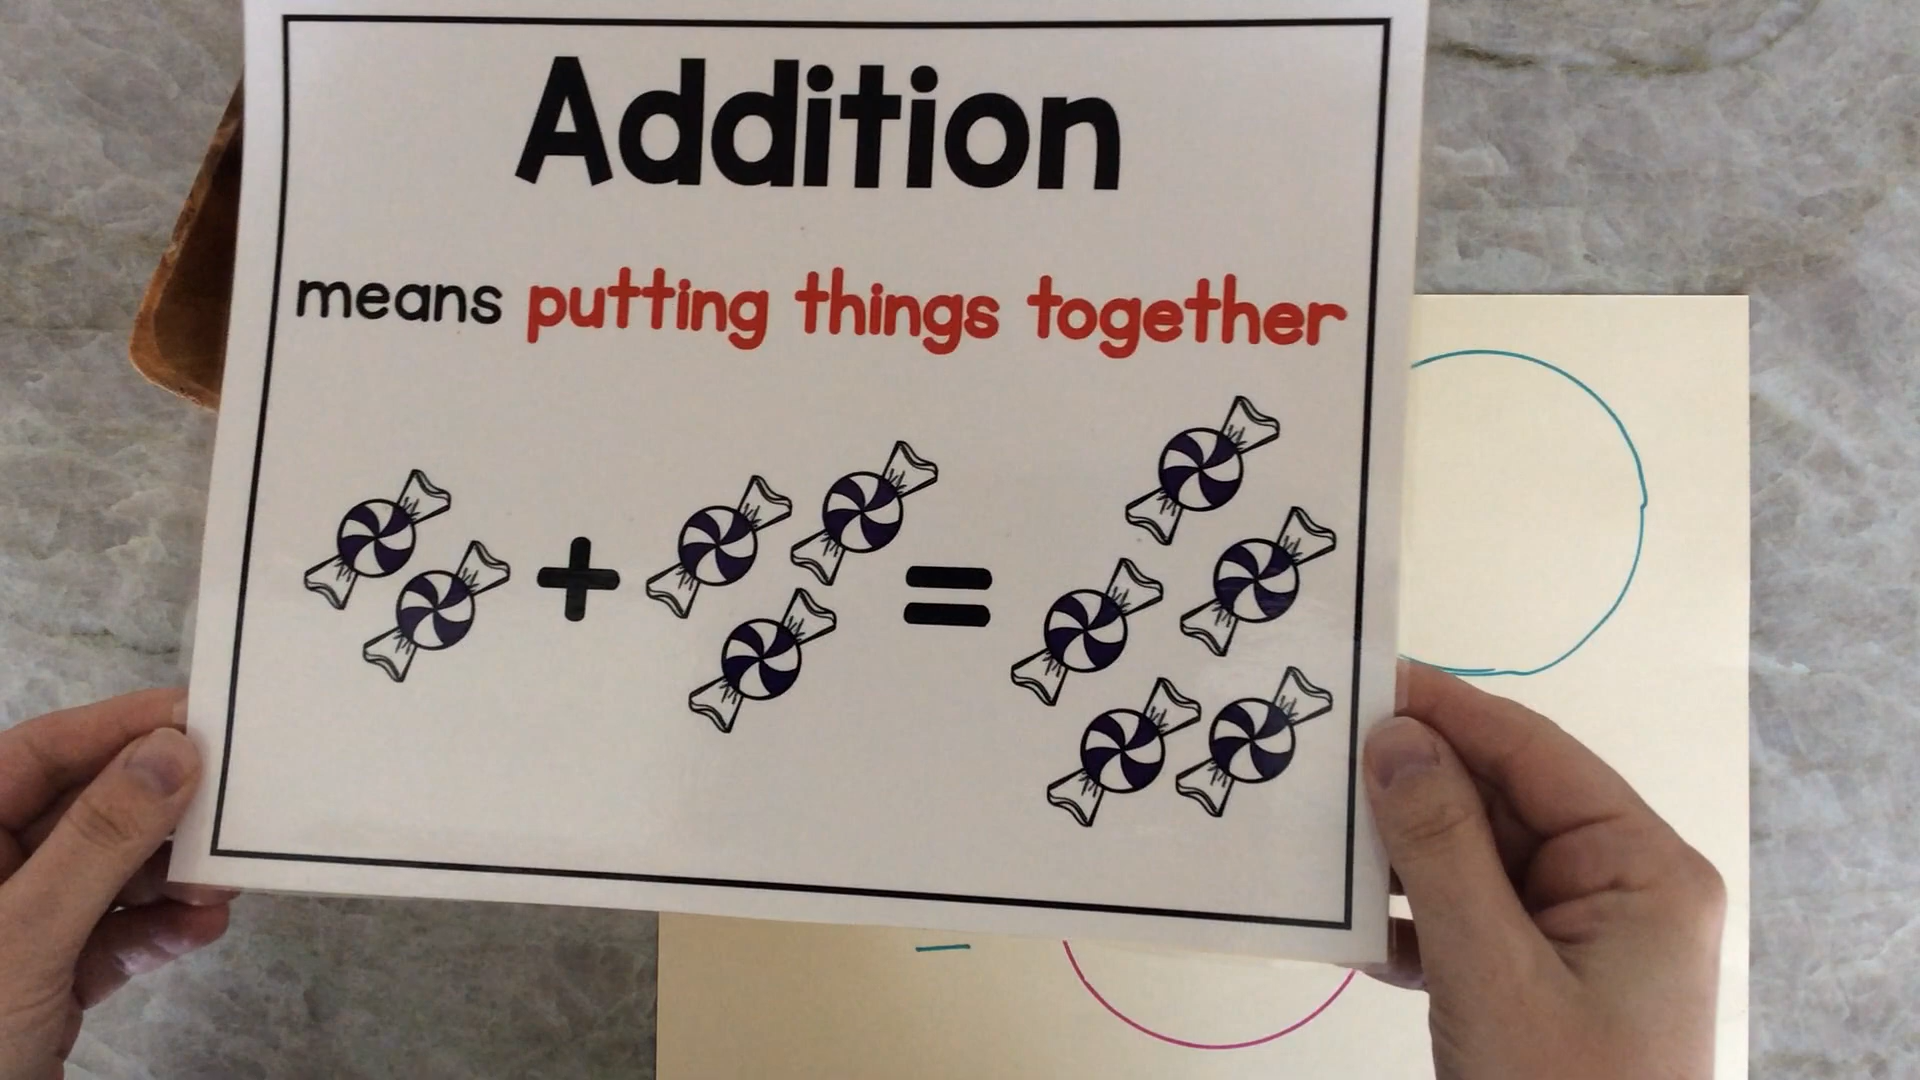 Addition
means putting things together
+ =